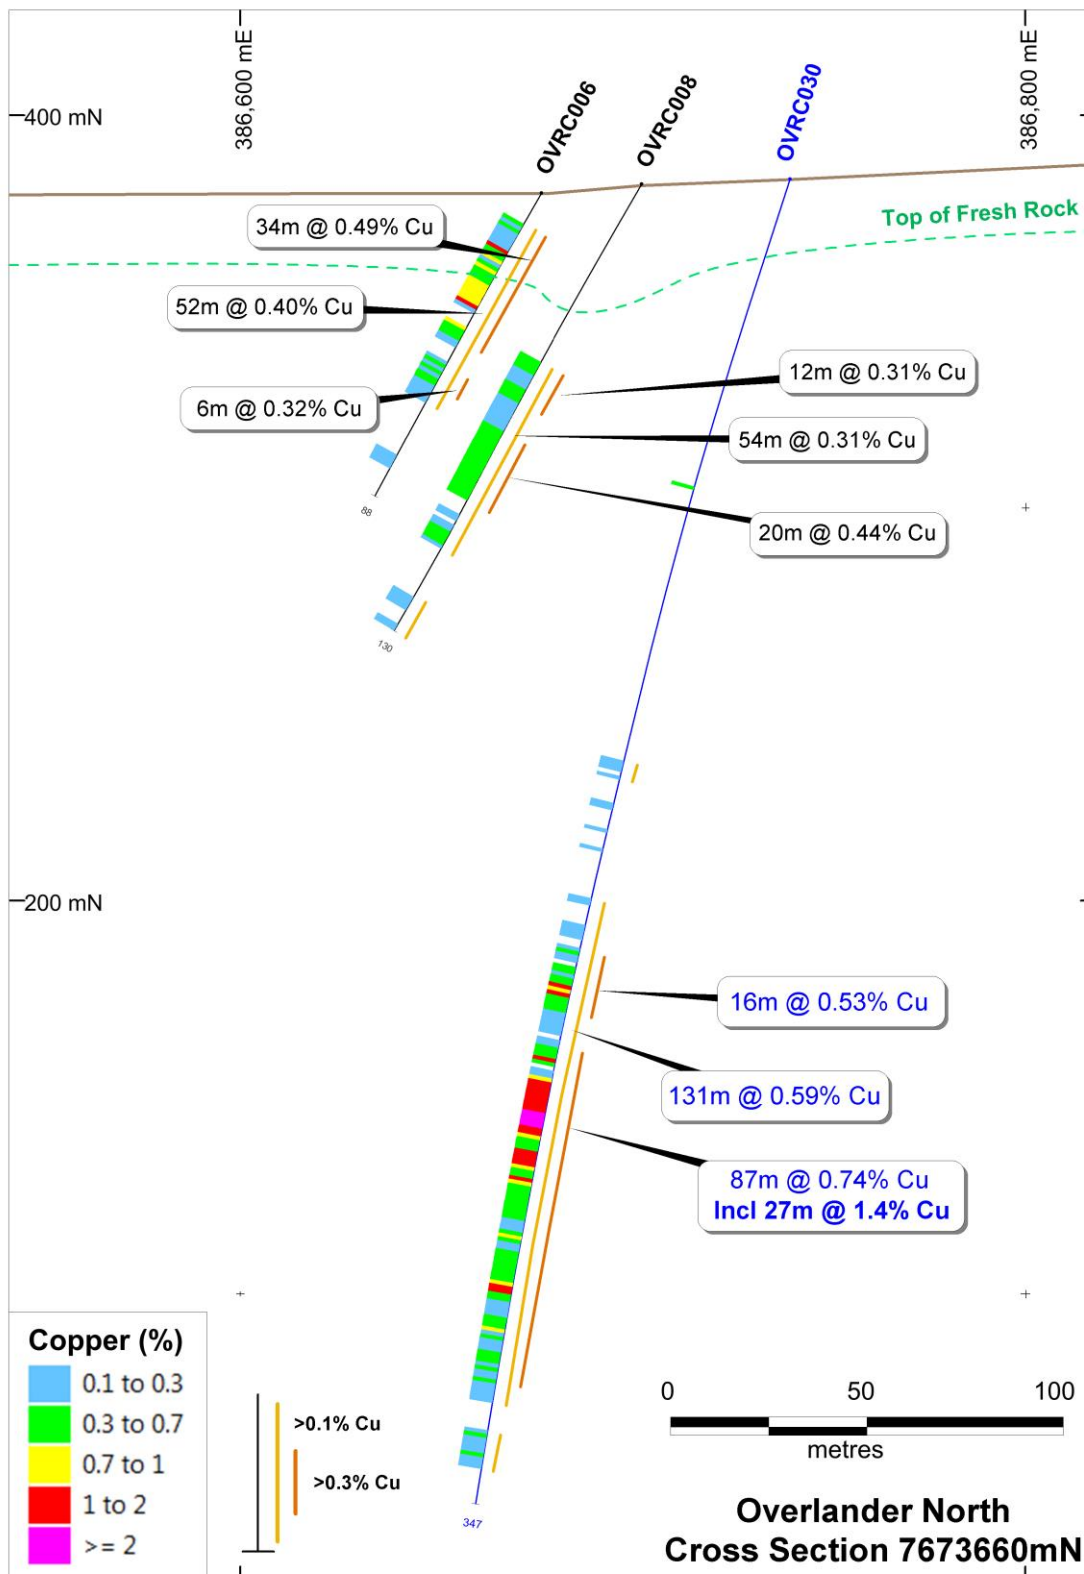 386,600 mE
386,800 mE
OVRC006
OVRC008
OVRC030
400 mN
Top of Fresh Rock
34m @ 0.49% Cu
52m @ 0.40% Cu
6m @ 0.32% Cu
12m @ 0.31% Cu
54m @ 0.31% Cu
20m @ 0.44% Cu
88
130
200 mN
16m @ 0.53% Cu
131m @ 0.59% Cu
87m @ 0.74% Cu
Incl 27m @ 1.4% Cu
347
Copper (%)
0.1 to 0.3
0.3 to 0.7
0.7 to 1
1 to 2
>= 2
>0.1% Cu
>0.3% Cu
0 50 100
metres
Overlander North
Cross Section 7673660mN